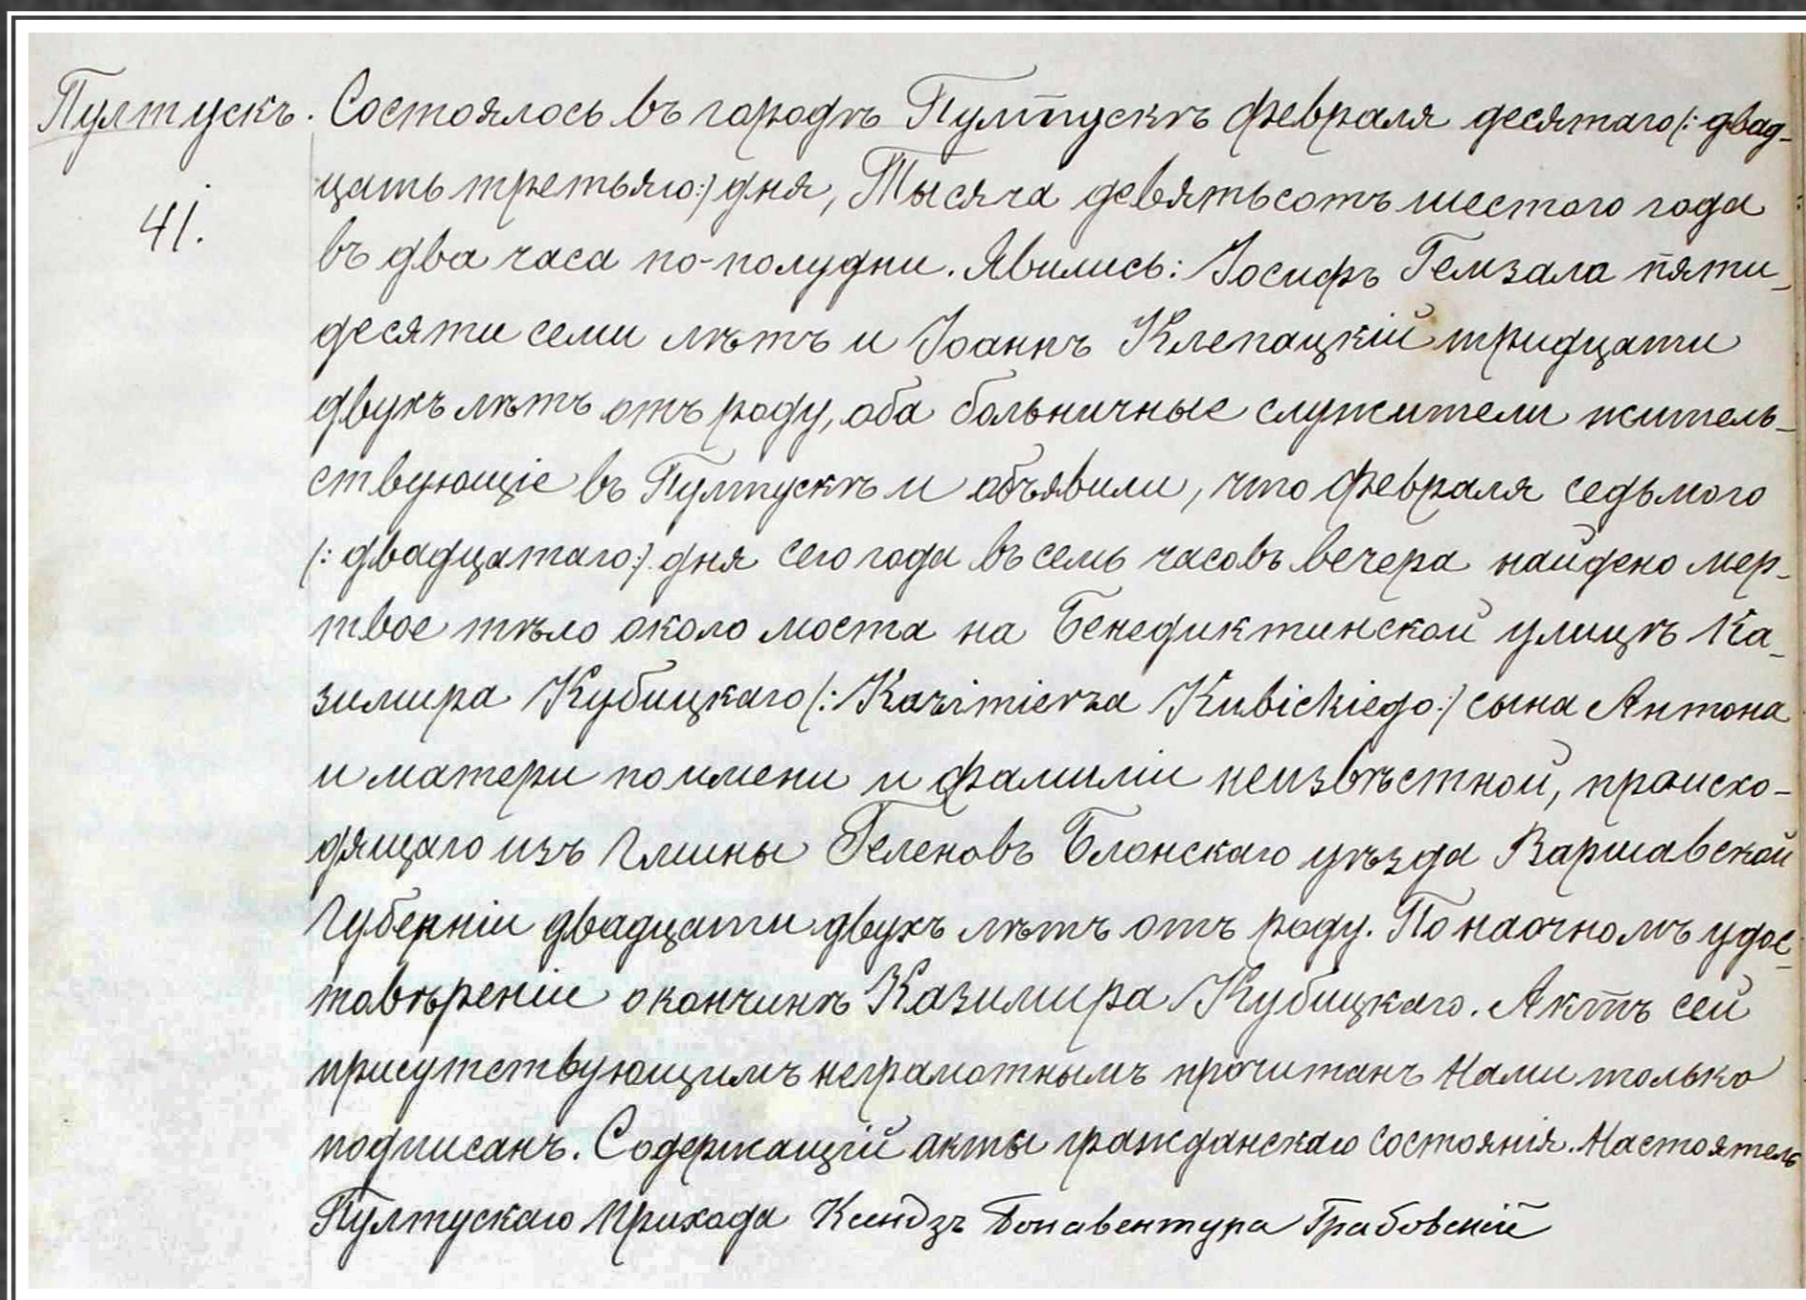 Пултускъ. Состоялось въ городѣ Пултускѣ февраля десятаго /: двад-
41. цать третьяго:/ дня, Тысяча девятьсотъ шестого года
въ два часа по-полудни. Явились: Іосифъ Гемзала пяти-
десяти семи лѣтъ и Іоаннъ Клепацкій тридцати
двухъ лѣтъ отъ роду, оба больничные служители житель-
ствующіе въ Пултускѣ и объявили, что февраля седьмого
/: двадцатаго:/ дня сего года въ семь часовъ вечера найдено мер-
твое тѣло около моста на Бенедиктинской улицѣ Ка-
зимира Кубицкаго /: Kazimierza Kubickiego:/ сына Антона
и матери по имени и фамиліи неизвѣстной, происхо-
дящаго изъ Гмины Геленовъ Блонскаго уѣзда Варшавской
Губерніи двадцати двухъ лѣтъ отъ роду. По наочномъ удос-
товѣреніи о кончинѣ Казимира Кубицкаго. Актъ сей
присутствующимъ неграмотнымъ прочитанъ Нами только
подписанъ. Содержащій акты гражданскаго состоянія. Настоятель
Пултускаго Прихода Ксендзъ Бонавентура Грабовскій